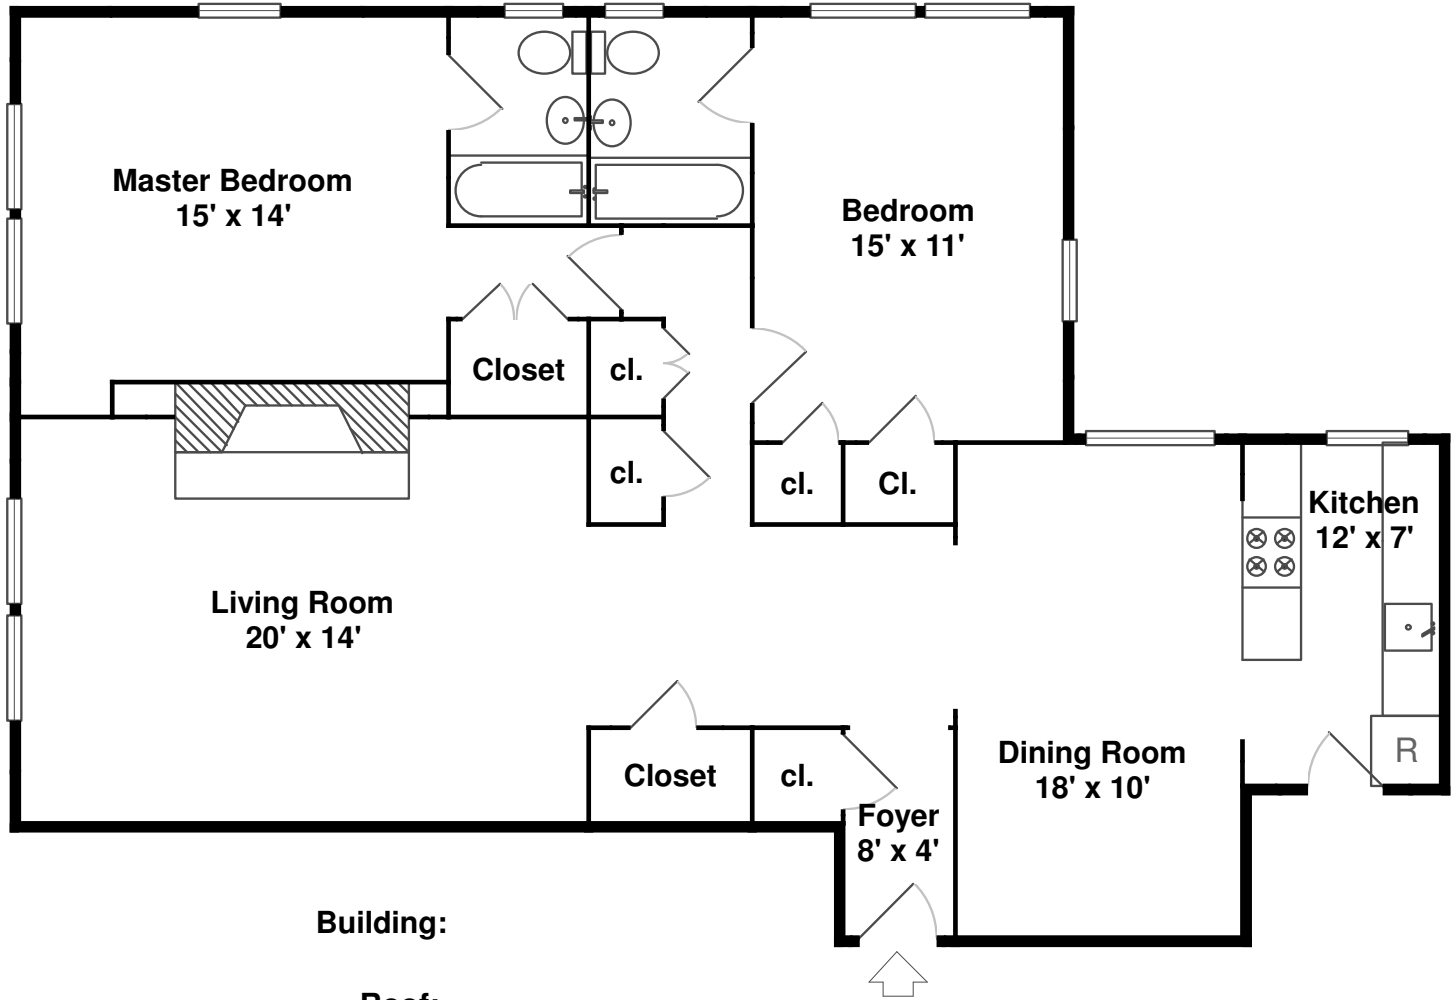 Master Bedroom
15' x 14'
Bedroom
15' x 11'
Closet
cl.
cl.
cl.
Cl.
Kitchen
12' x 7'
Living Room
20' x 14'
Closet
cl.
Foyer
8' x 4'
Dining Room
18' x 10'
R
Building:
Roof: